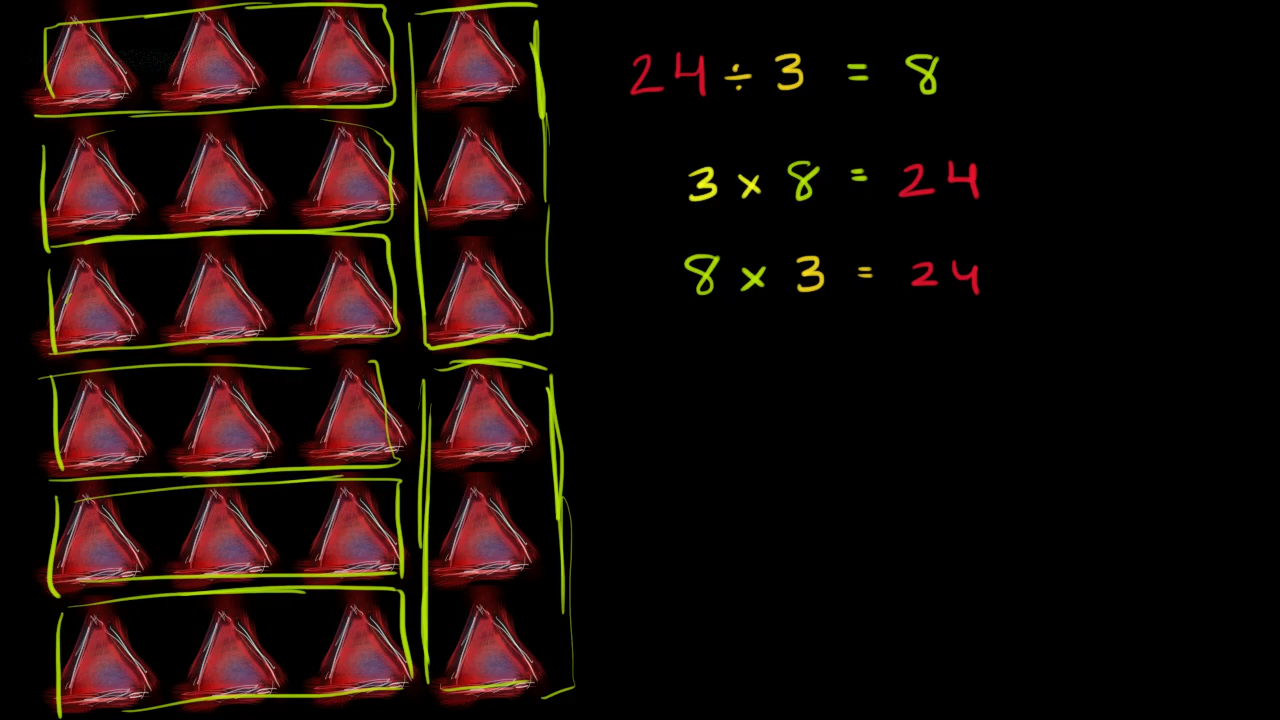 24 ÷ 3 = 8
3 x 8 = 24
8 x 3 = 24